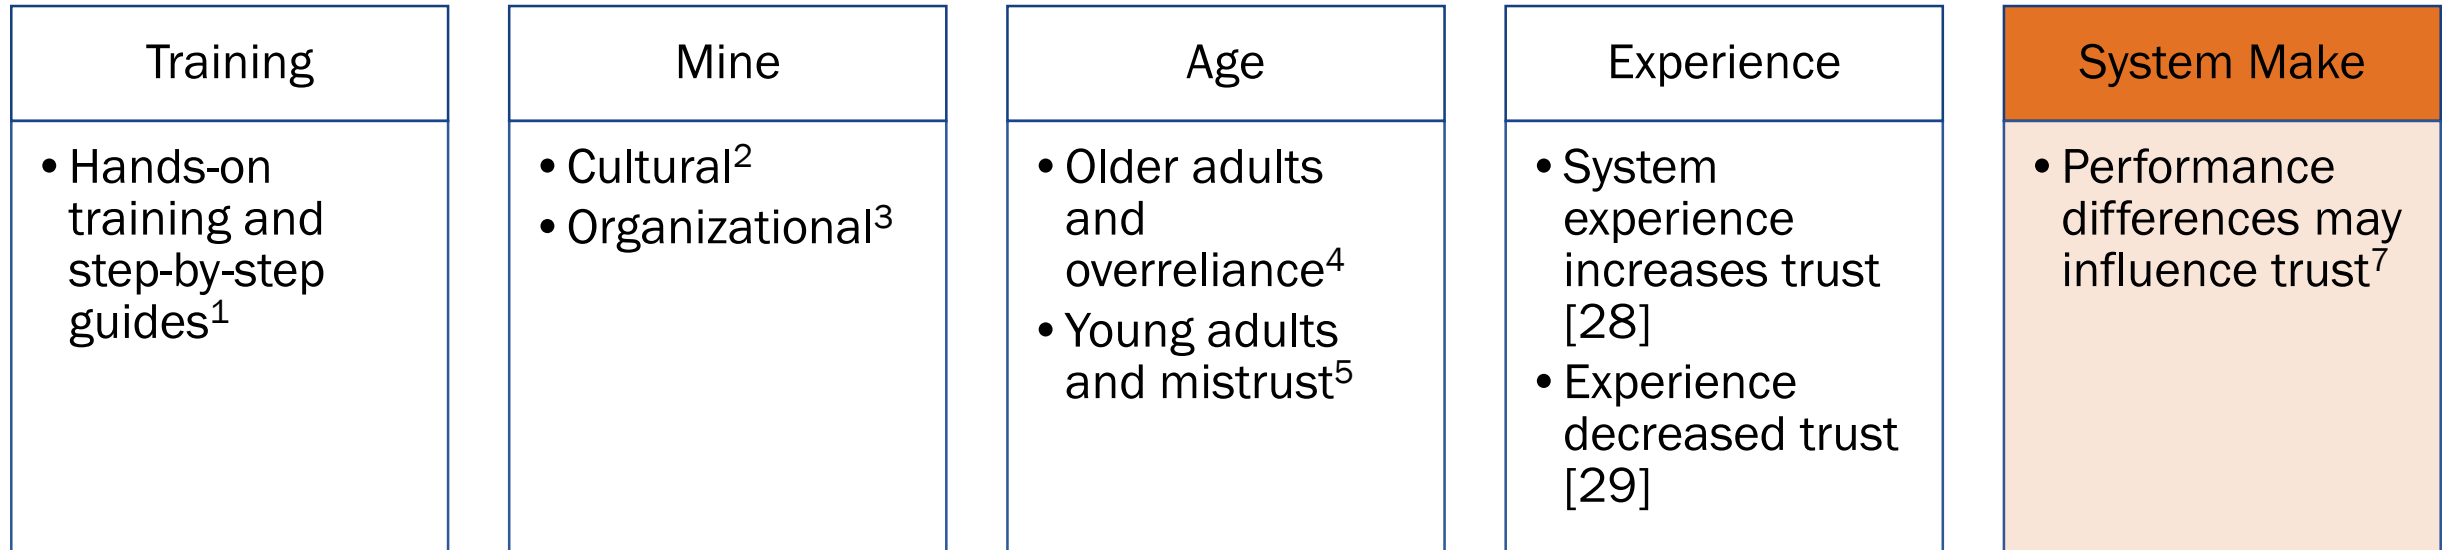 Training
• Hands-on
training and
step-by-step
guides¹
Mine
• Cultural²
• Organizational³
Age
• Older adults
and
overreliance⁴
• Young adults
and mistrust⁵
Experience
• System
experience
increases trust
[28]
• Experience
decreased trust
[29]
System Make
• Performance
differences may
influence trust⁷